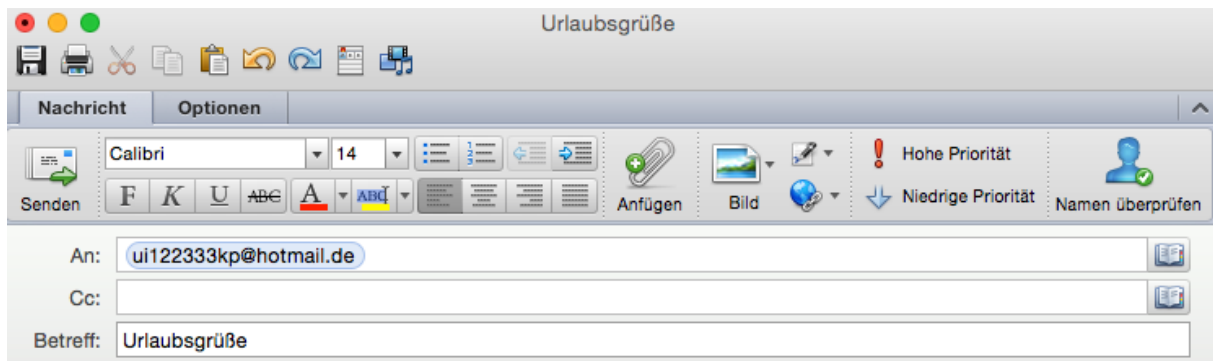 Urlaubsgrüße
Nachricht Optionen
Calibri 14
Hohe Priorität
F K U ABC A ABC
Niedrige Priorität
Senden Anfügen Bild Namen überprüfen
An: ui122333kp@hotmail.de
Cc:
Betreff: Urlaubsgrüße